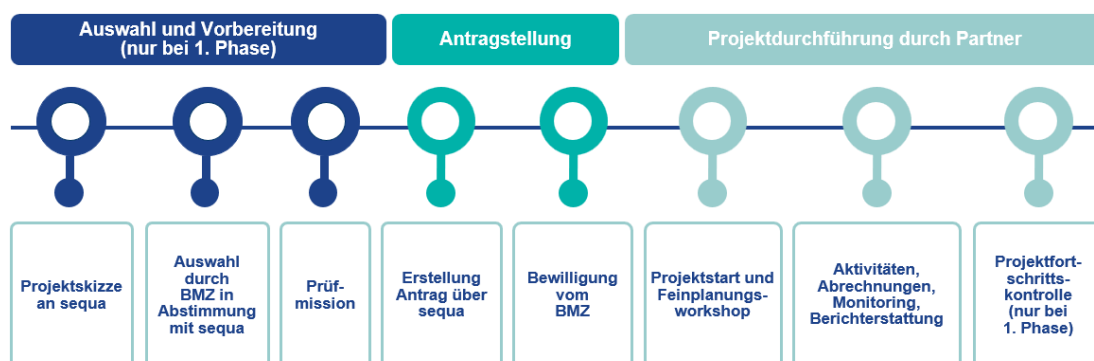 Auswahl und Vorbereitung
(nur bei 1. Phase)
Antragstellung
Projektdurchführung durch Partner
Projektskizze
an sequa
Auswahl
durch
BMZ in
Abstimmung
mit sequa
Prüf-
mission
Erstellung
Antrag über
sequa
Bewilligung
vom
BMZ
Projektstart und
Feinplanungs-
workshop
Aktivitäten,
Abrechnungen,
Monitoring,
Berichterstattung
Projektfort-
schritts-
kontrolle
(nur bei
1. Phase)